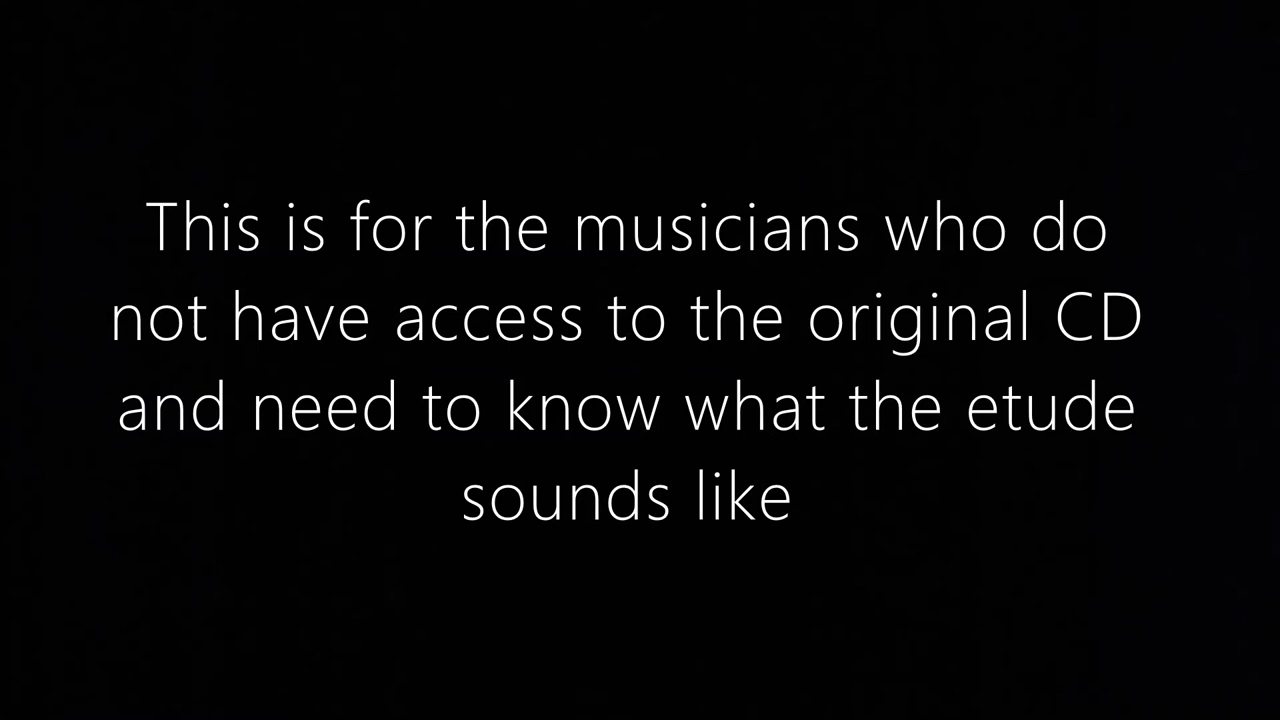 This is for the musicians who do
not have access to the original CD
and need to know what the etude
sounds like